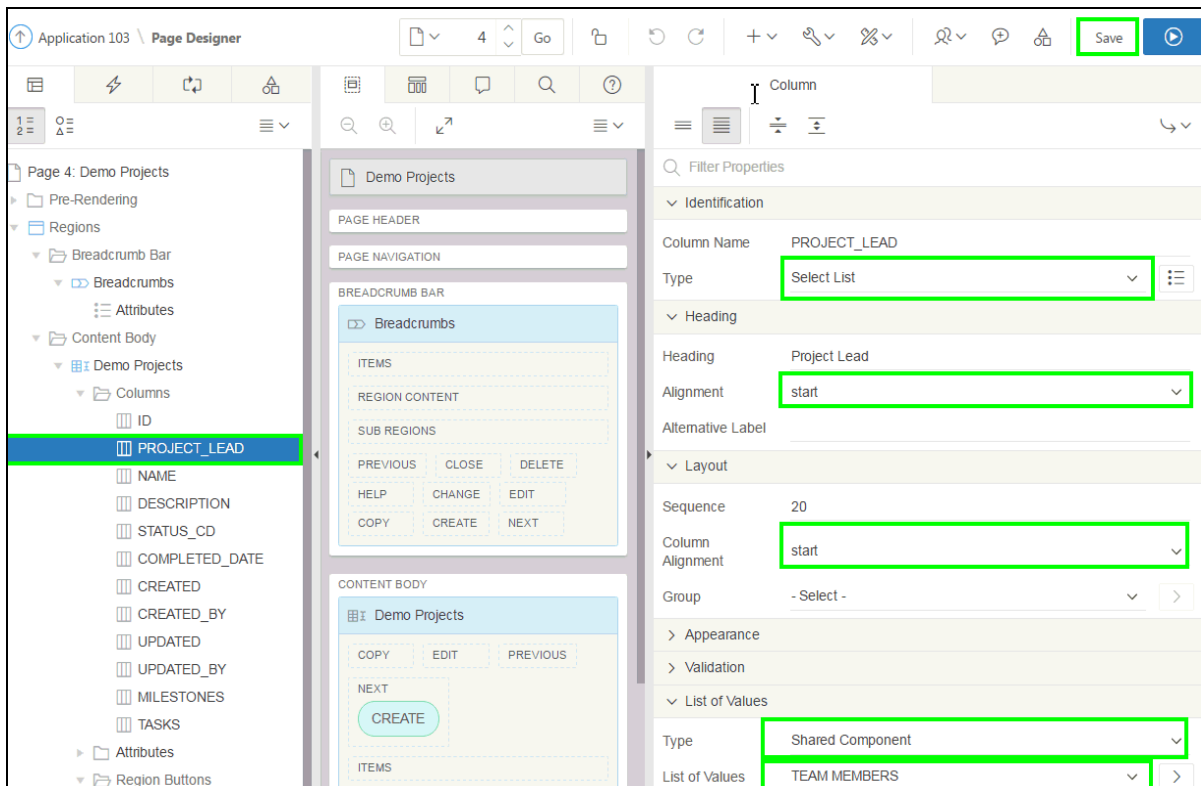 Application 103 \ Page Designer
4
Go
Save
Column
Page 4: Demo Projects
Pre-Rendering
Regions
Breadcrumb Bar
Breadcrumbs
Attributes
Content Body
Demo Projects
Columns
ID
PROJECT_LEAD
NAME
DESCRIPTION
STATUS_CD
COMPLETED_DATE
CREATED
CREATED_BY
UPDATED
UPDATED_BY
MILESTONES
TASKS
Attributes
Region Buttons
Demo Projects
PAGE HEADER
PAGE NAVIGATION
BREADCRUMB BAR
Breadcrumbs
ITEMS
REGION CONTENT
SUB REGIONS
PREVIOUS CLOSE DELETE
HELP CHANGE EDIT
COPY CREATE NEXT
CONTENT BODY
Demo Projects
COPY EDIT PREVIOUS
NEXT
CREATE
ITEMS
Filter Properties
Identification
Column Name PROJECT_LEAD
Type Select List
Heading
Heading Project Lead
Alignment start
Alternative Label
Layout
Sequence 20
Column
Alignment start
Group - Select -
Appearance
Validation
List of Values
Type Shared Component
List of Values TEAM MEMBERS